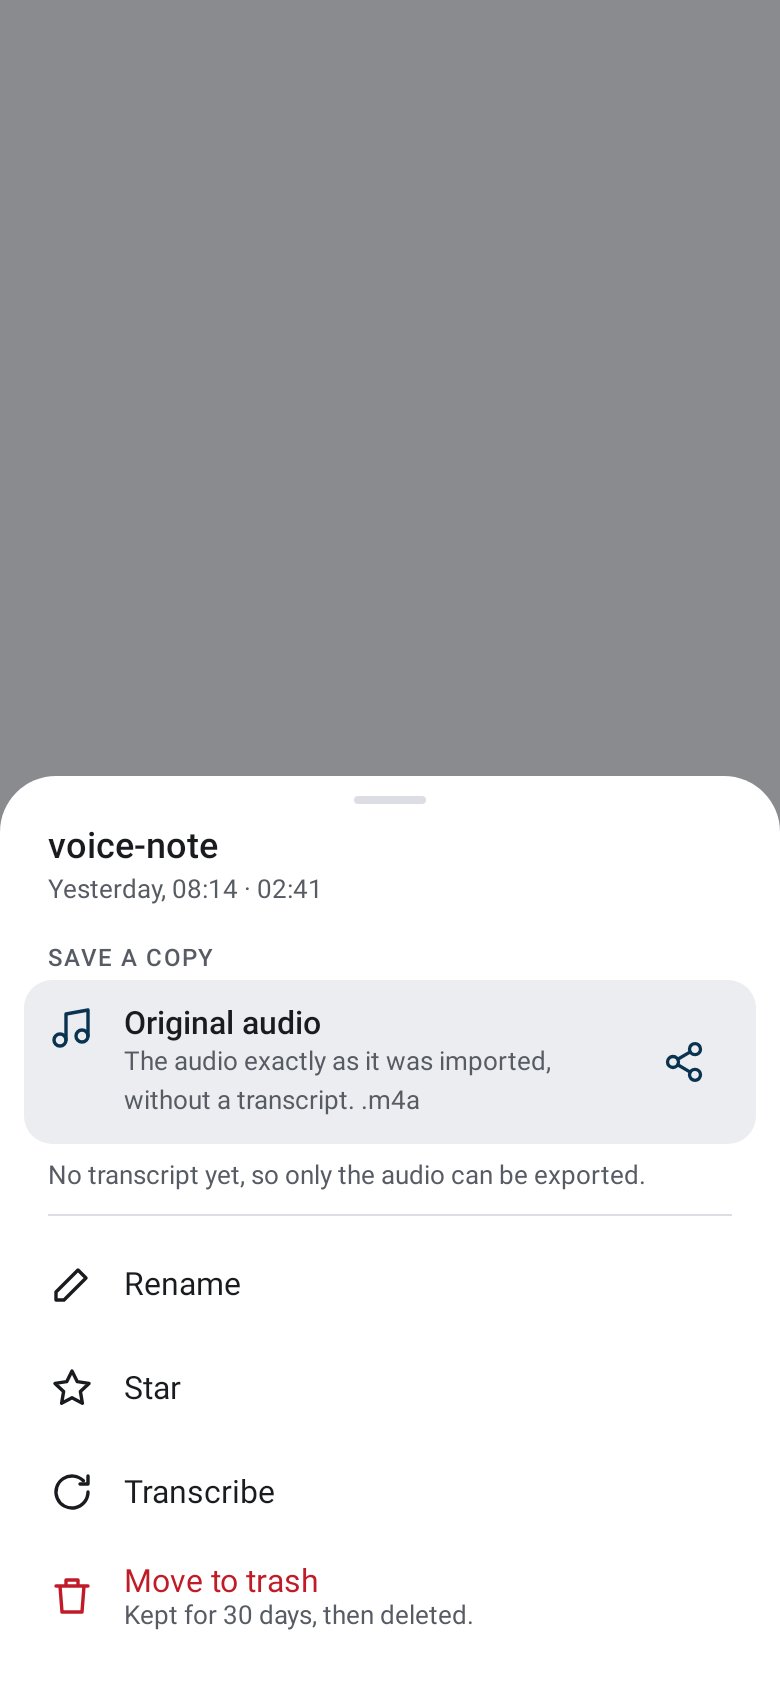 voice-note
Yesterday, 08:14 · 02:41
SAVE A COPY
Original audio
The audio exactly as it was imported,
without a transcript. .m4a
No transcript yet, so only the audio can be exported.
Rename
Star
Transcribe
Move to trash
Kept for 30 days, then deleted.